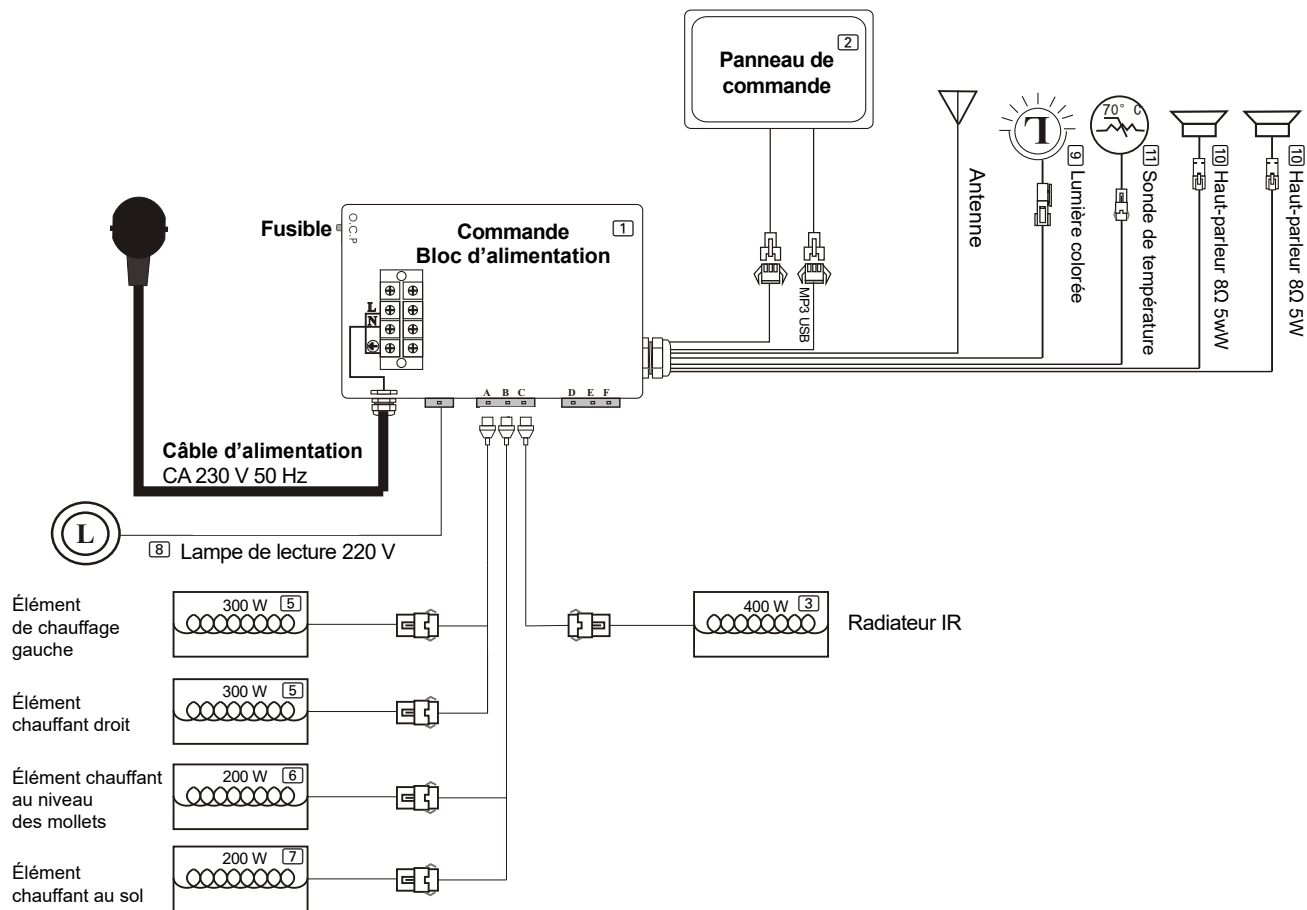 2
Panneau de
commande
70° C
9 Lumière colorée
11 Sonde de température
10 Haut-parleur 8Ω 5wW
10 Haut-parleur 8Ω 5W
Antenne
MP3 USB
Fusible
O.C.P
Commande
Bloc d'alimentation
1
L
N
A B C
D E F
Câble d'alimentation
CA 230 V 50 Hz
L
8 Lampe de lecture 220 V
L
Élément
de chauffage
gauche
300 W 5
400 W 3
Radiateur IR
Élément
chauffant droit
300 W 5
Élément chauffant
au niveau
des mollets
200 W 6
Élément
chauffant au sol
200 W 7